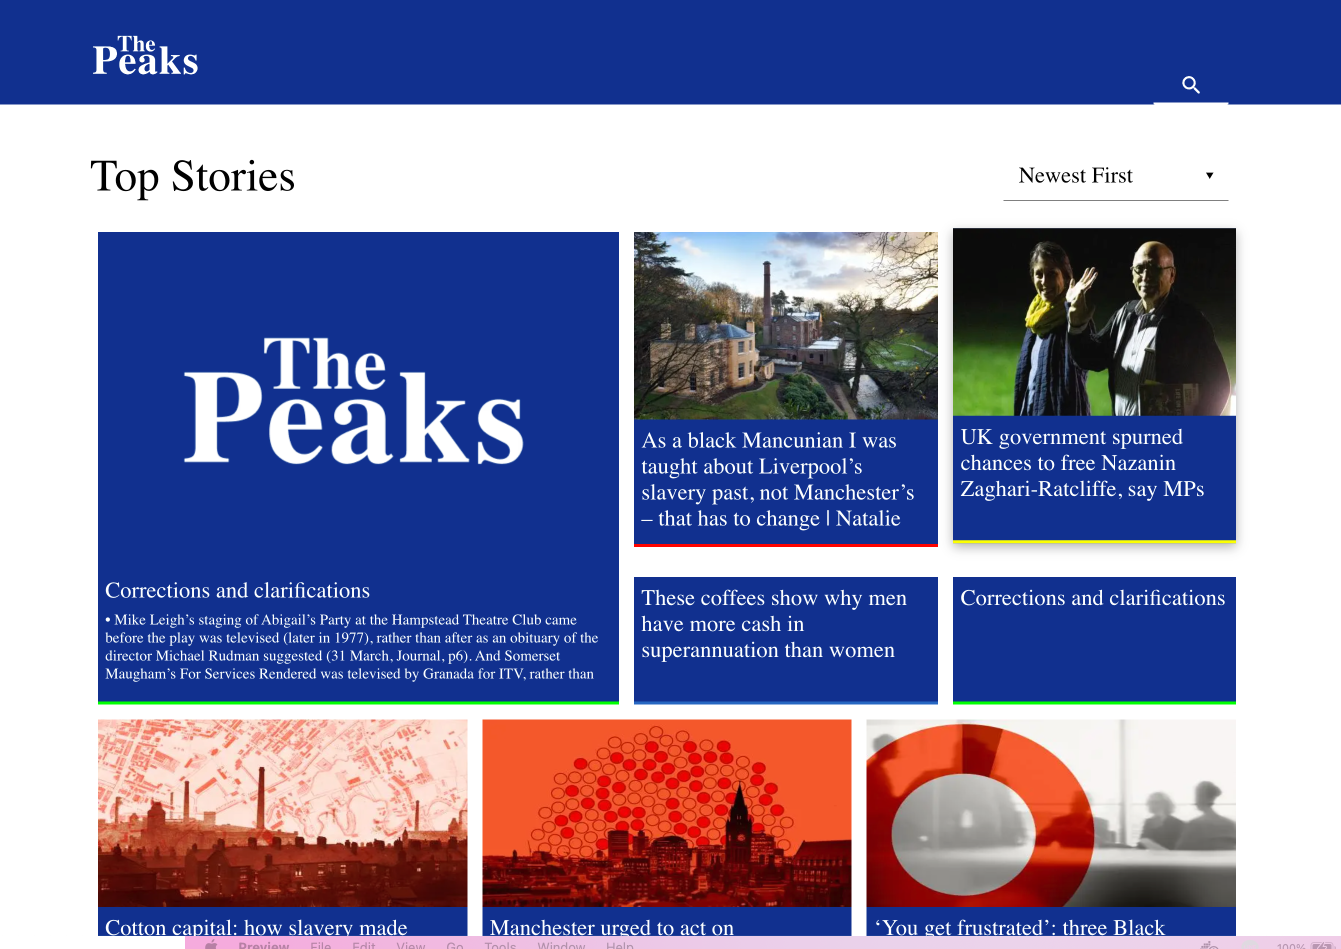 The
Peaks
Top Stories
Newest First
The
Peaks
Corrections and clarifications
• Mike Leigh’s staging of Abigail’s Party at the Hampstead Theatre Club came
before the play was televised (later in 1977), rather than after as an obituary of the
director Michael Rudman suggested (31 March, Journal, p6). And Somerset
Maugham’s For Services Rendered was televised by Granada for ITV, rather than
As a black Mancunian I was
taught about Liverpool’s
slavery past, not Manchester’s
– that has to change | Natalie
UK government spurned
chances to free Nazanin
Zaghari-Ratcliffe, say MPs
These coffees show why men
have more cash in
superannuation than women
Corrections and clarifications
Cotton capital: how slavery made
Manchester urged to act on
‘You get frustrated’: three Black
Preview File Edit View Go Tools Window Help
100%